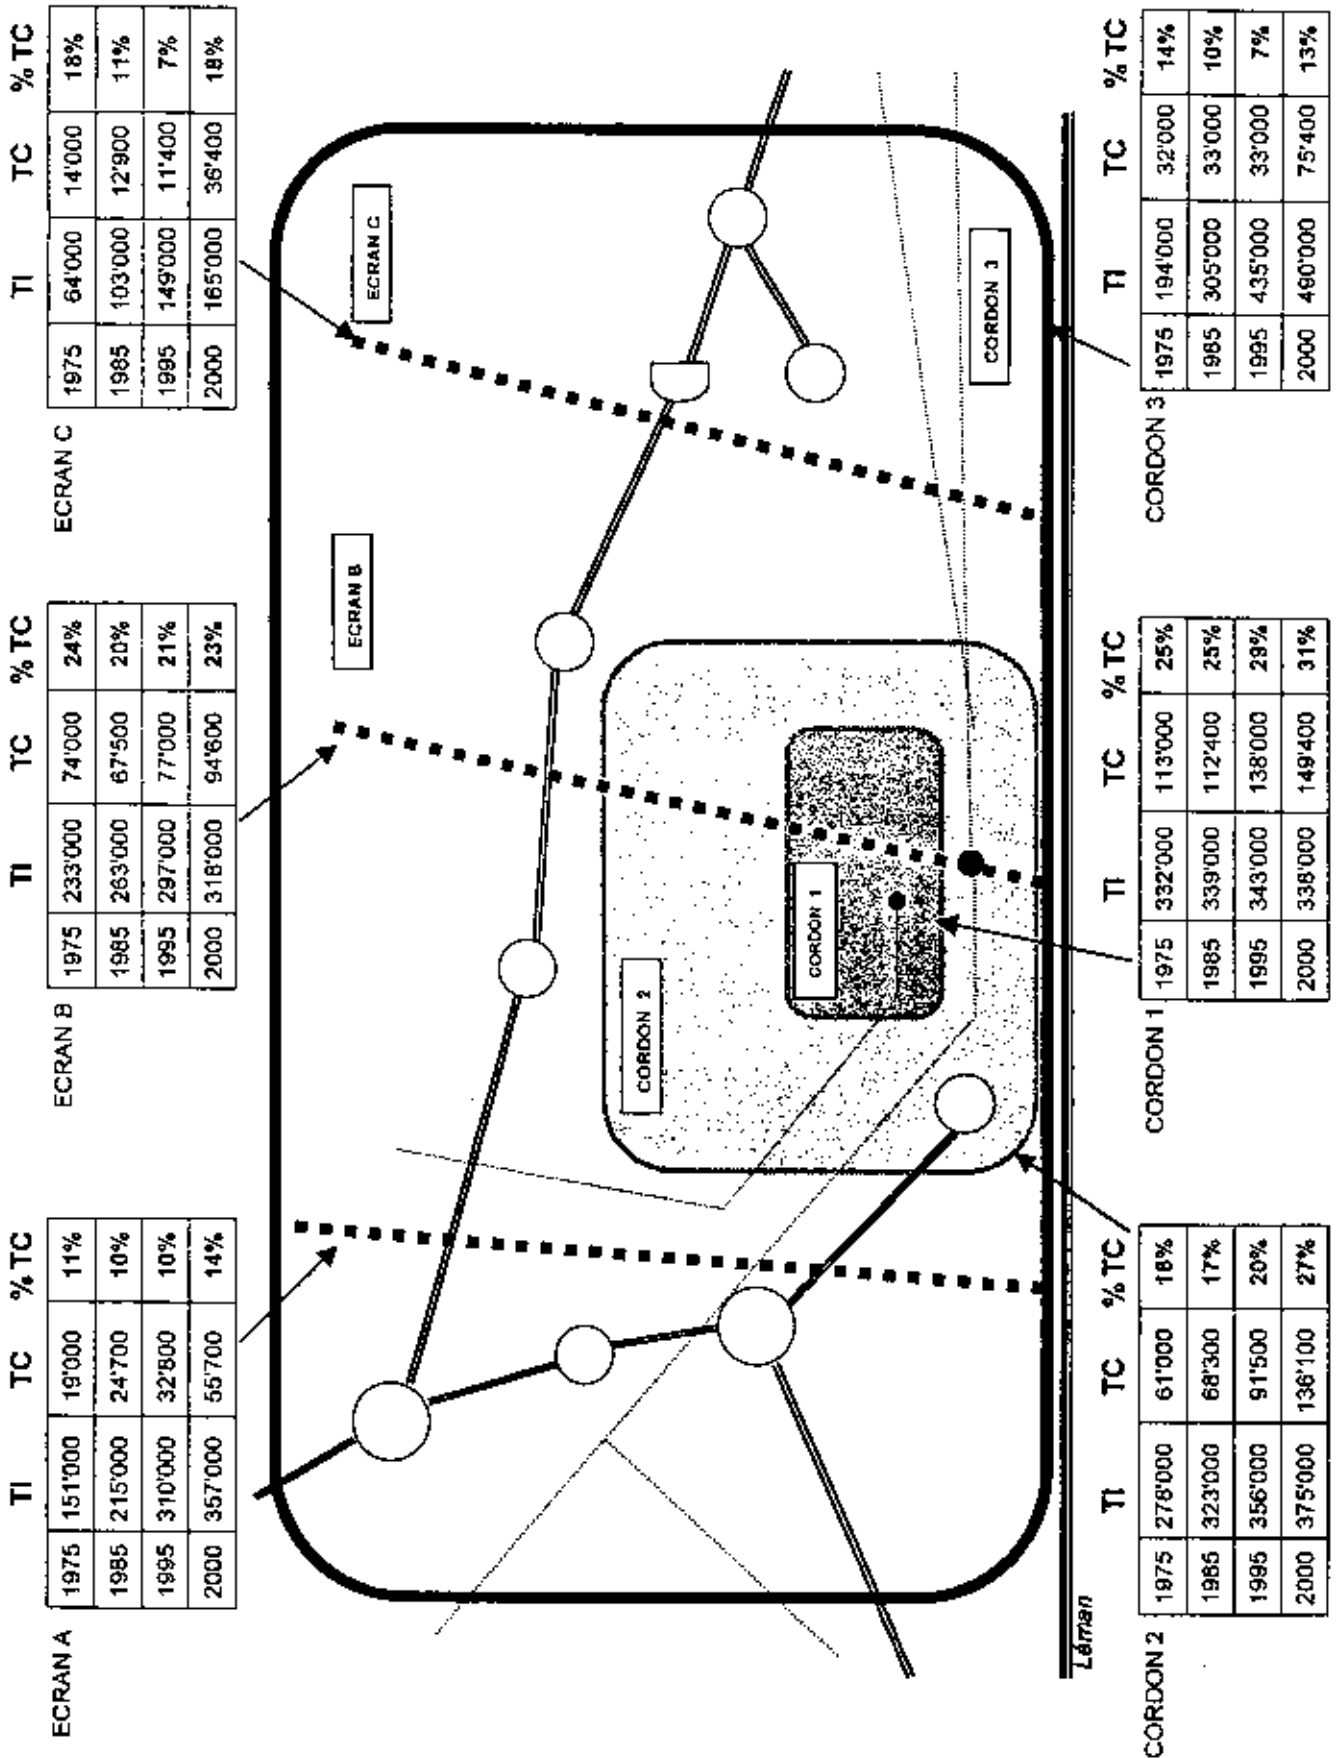 ECRAN A
TI TC % TC
1975 151'000 19'000 11%
1985 215'000 24'700 10%
1995 310'000 32'800 10%
2000 357'000 55'700 14%
ECRAN B
TI TC % TC
1975 233'000 74'000 24%
1985 263'000 67'500 20%
1995 297'000 77'000 21%
2000 318'000 94'600 23%
ECRAN C
TI TC % TC
1975 64'000 14'000 18%
1985 103'000 12'900 11%
1995 149'000 11'400 7%
2000 165'000 36'400 18%
ECRAN B
ECRAN C
CORDON 2
CORDON 1
CORDON 3
Léman
CORDON 2
TI TC % TC
1975 278'000 61'000 18%
1985 323'000 68'300 17%
1995 356'000 91'500 20%
2000 375'000 136'100 27%
CORDON 1
TI TC % TC
1975 332'000 113'000 25%
1985 339'000 112'400 25%
1995 343'000 138'000 29%
2000 338'000 149'400 31%
CORDON 3
TI TC % TC
1975 194'000 32'000 14%
1985 305'000 33'000 10%
1995 435'000 33'000 7%
2000 490'000 75'400 13%